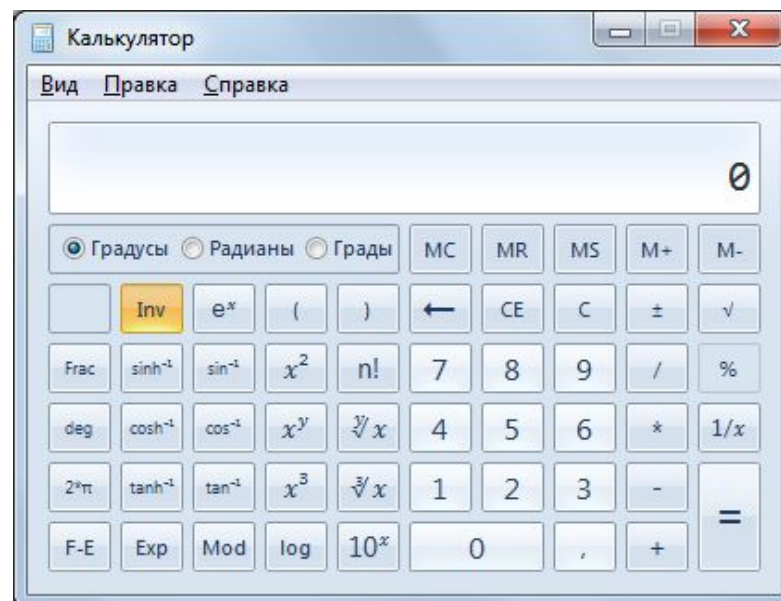 Калькулятор
Вид Правка Справка
0
Градусы Радианы Грады MC MR MS M+ M-
Inv eˣ ( ) ← CE C ± √
Frac sinh⁻¹ sin⁻¹ x² n! 7 8 9 / %
deg cosh⁻¹ cos⁻¹ xʸ ʸ√x 4 5 6 * 1/x
2*π tanh⁻¹ tan⁻¹ x³ ³√x 1 2 3 - =
F-E Exp Mod log 10ˣ 0 , +